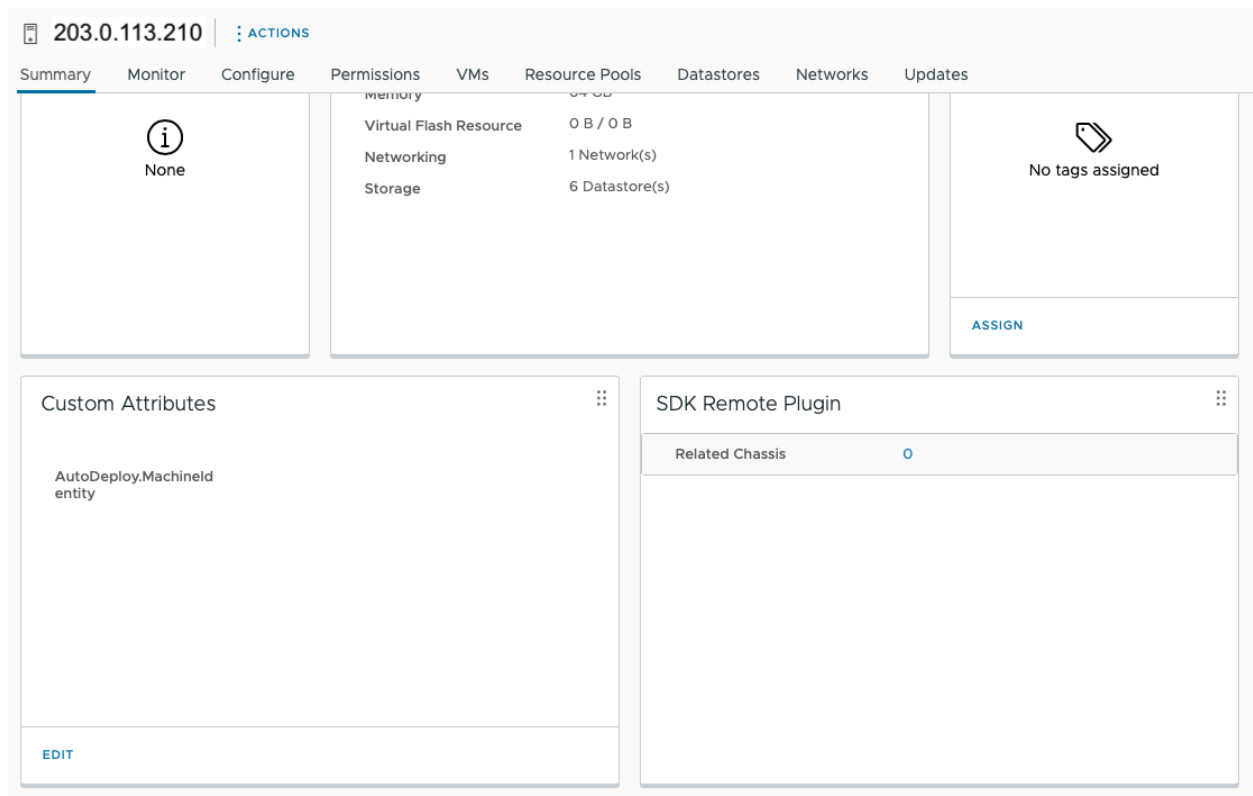 203.0.113.210
ACTIONS
Summary Monitor Configure Permissions VMs Resource Pools Datastores Networks Updates
None
Memory
Virtual Flash Resource 0 B / 0 B
Networking 1 Network(s)
Storage 6 Datastore(s)
No tags assigned
ASSIGN
Custom Attributes
AutoDeploy.MachineId
entity
EDIT
SDK Remote Plugin
Related Chassis 0